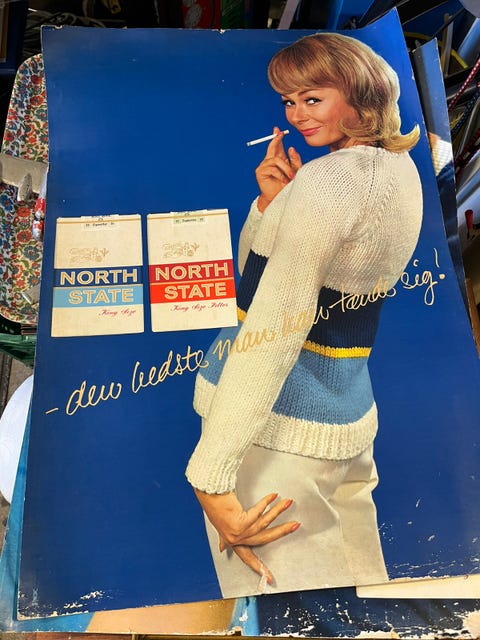 NORTH
STATE
King Size
NORTH
STATE
King Size Filter
- den bedste man kan tænde sig!